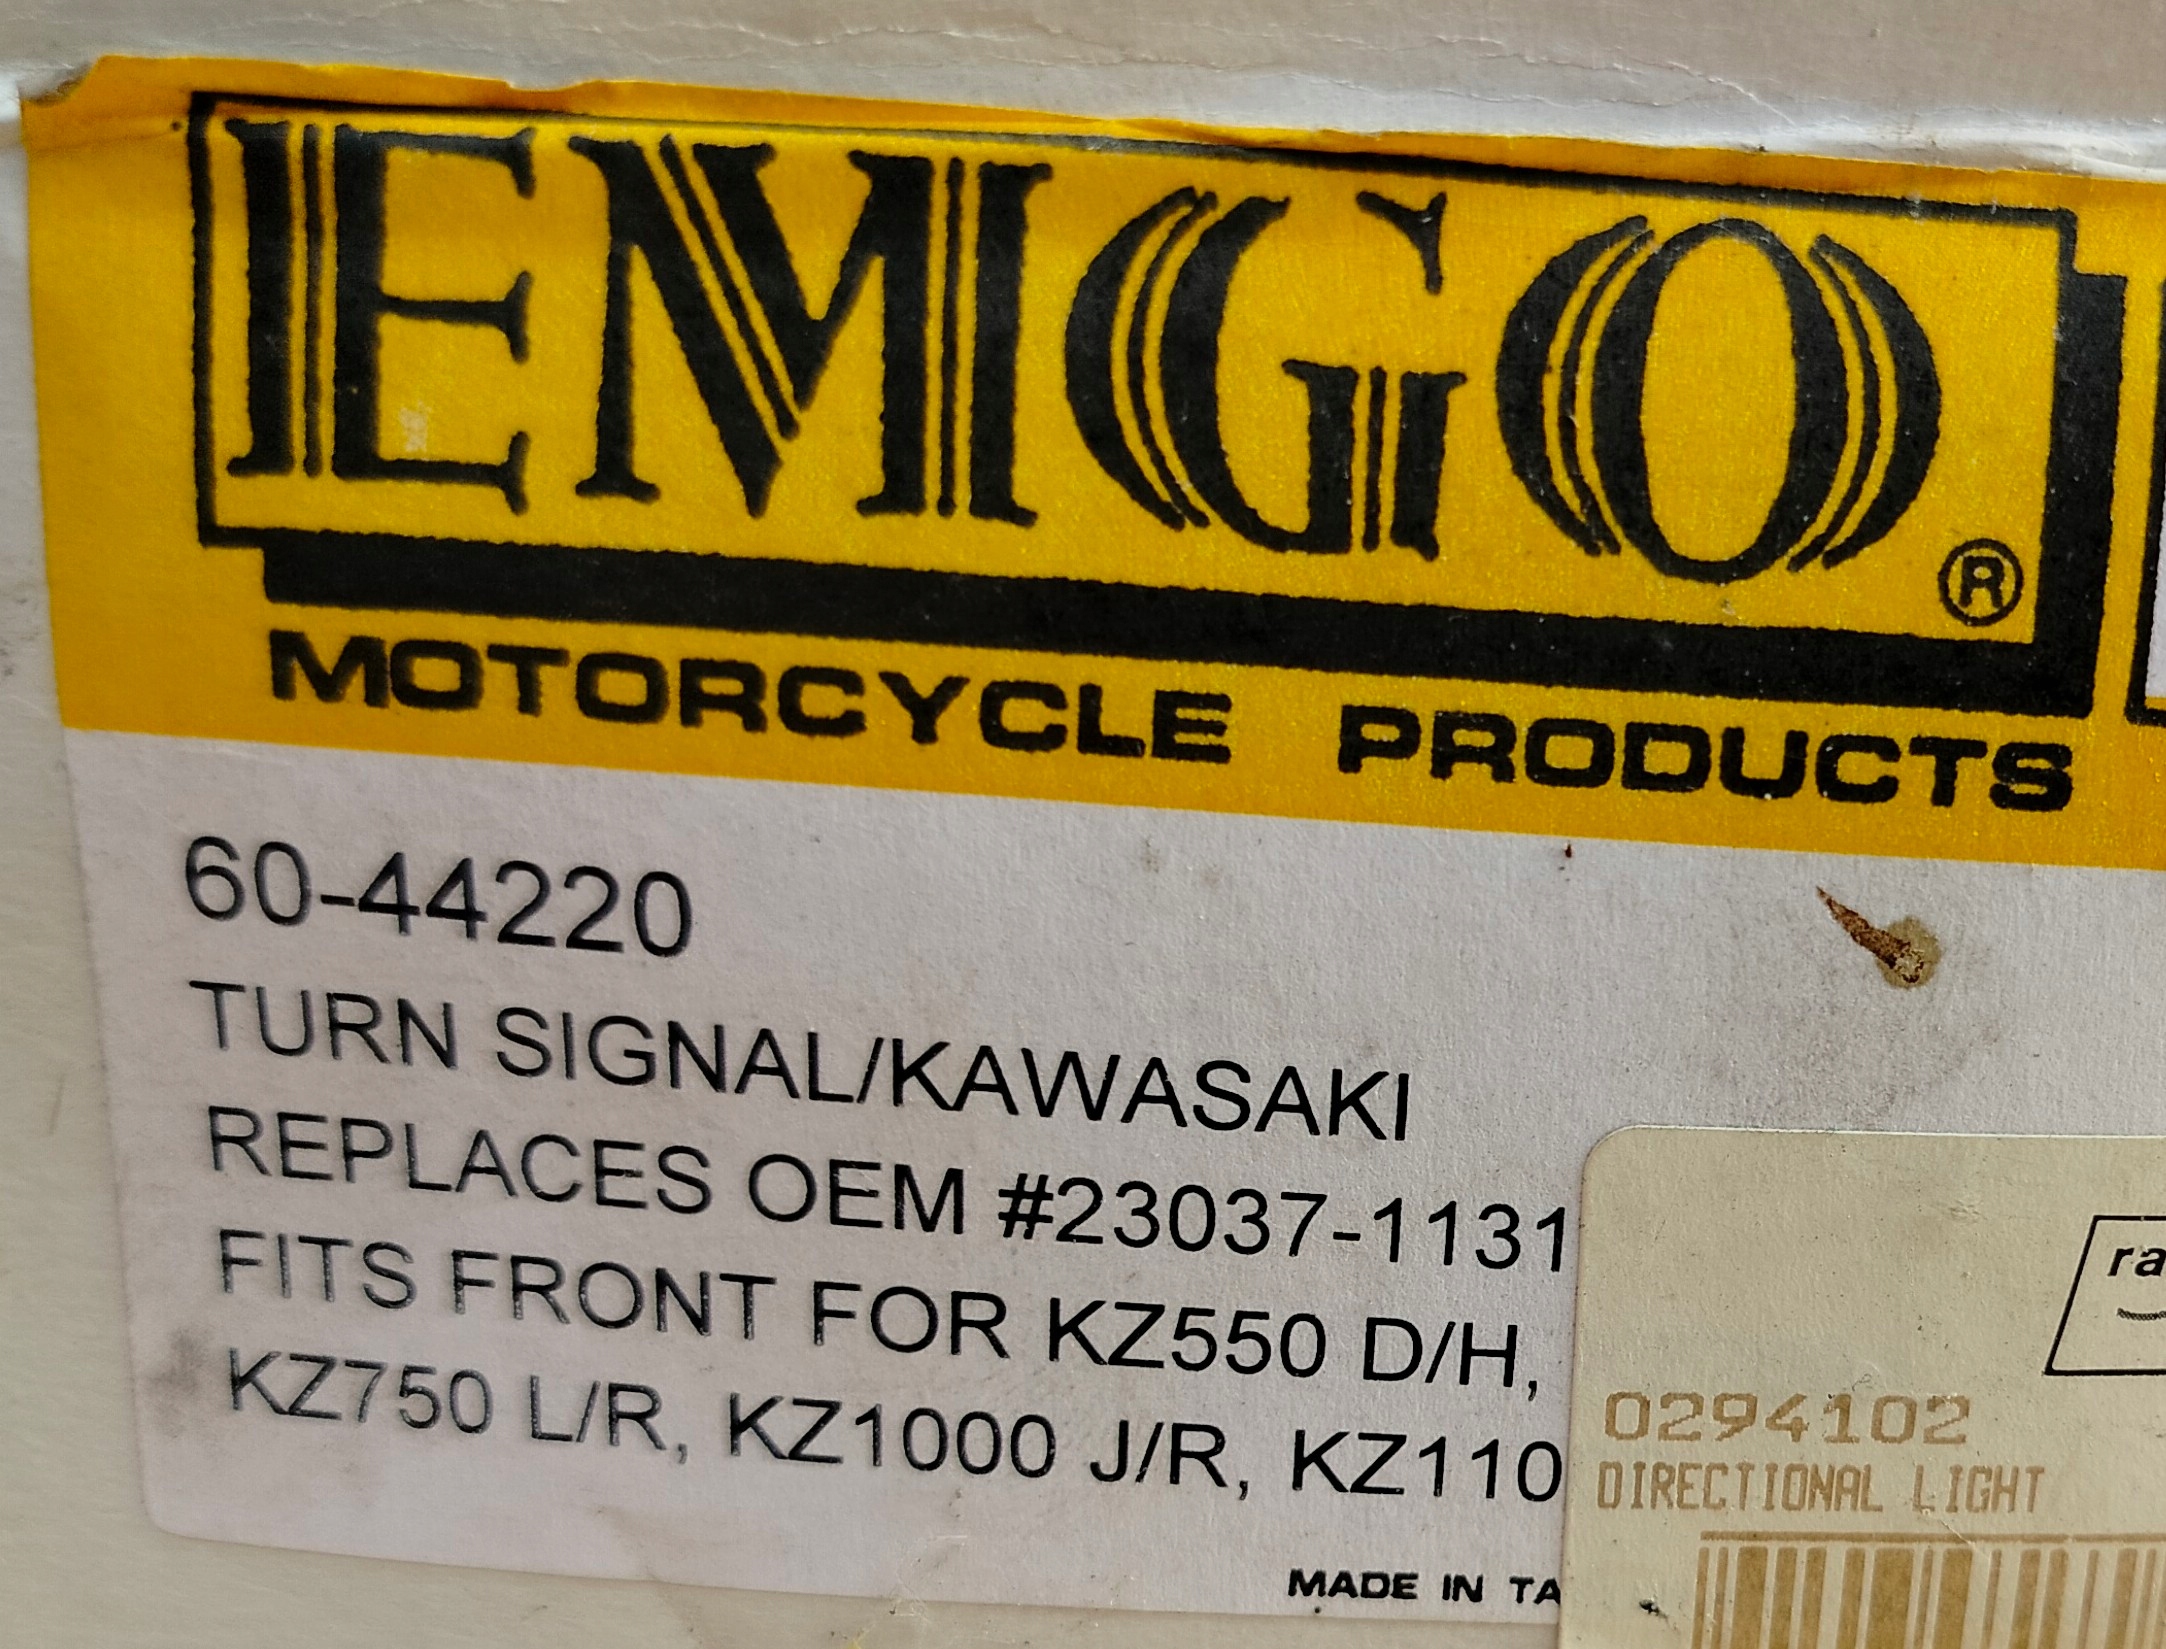 EMGO®
MOTORCYCLE PRODUCTS
60-44220
TURN SIGNAL/KAWASAKI
REPLACES OEM #23037-1131
FITS FRONT FOR KZ550 D/H,
KZ750 L/R, KZ1000 J/R, KZ110
MADE IN TA
ra
0294102
DIRECTIONAL LIGHT